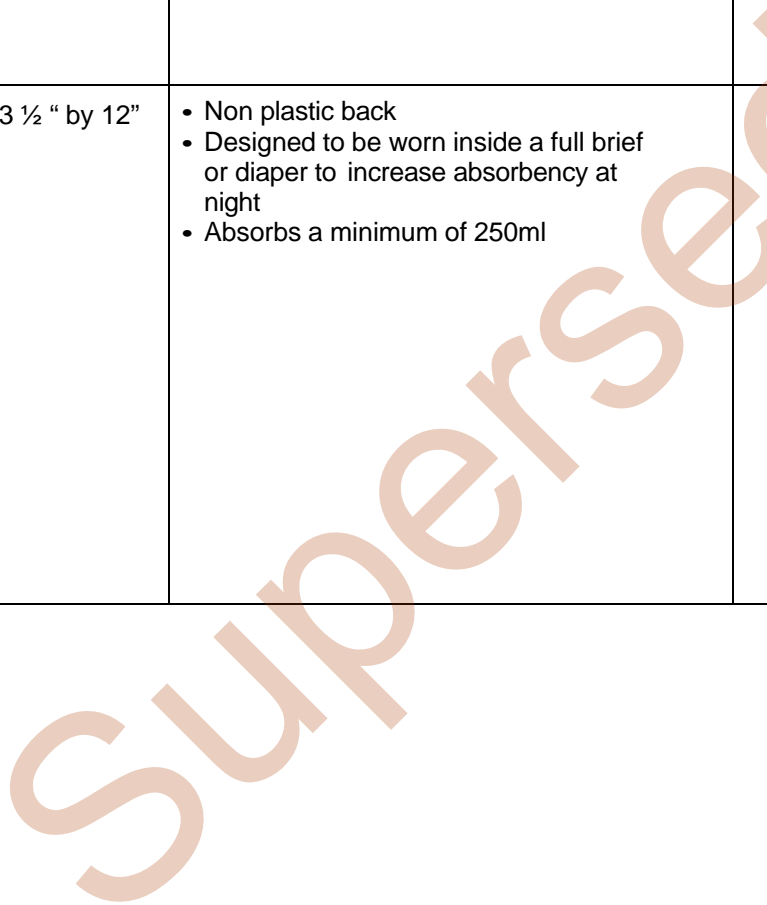 3 ½ “ by 12”
• Non plastic back
• Designed to be worn inside a full brief
or diaper to increase absorbency at
night
• Absorbs a minimum of 250ml